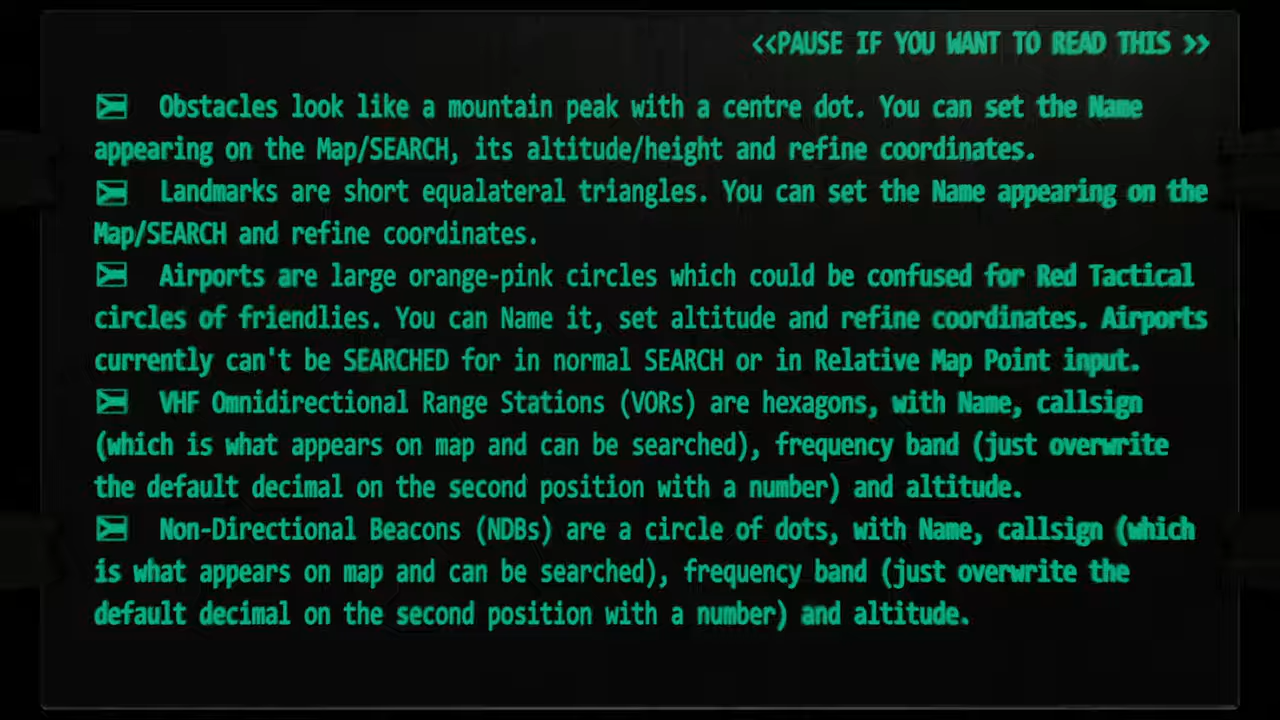 <<PAUSE IF YOU WANT TO READ THIS >>
Obstacles look like a mountain peak with a centre dot. You can set the Name
appearing on the Map/SEARCH, its altitude/height and refine coordinates.
Landmarks are short equalateral triangles. You can set the Name appearing on the
Map/SEARCH and refine coordinates.
Airports are large orange-pink circles which could be confused for Red Tactical
circles of friendlies. You can Name it, set altitude and refine coordinates. Airports
currently can't be SEARCHED for in normal SEARCH or in Relative Map Point input.
VHF Omnidirectional Range Stations (VORs) are hexagons, with Name, callsign
(which is what appears on map and can be searched), frequency band (just overwrite
the default decimal on the second position with a number) and altitude.
Non-Directional Beacons (NDBs) are a circle of dots, with Name, callsign (which
is what appears on map and can be searched), frequency band (just overwrite the
default decimal on the second position with a number) and altitude.